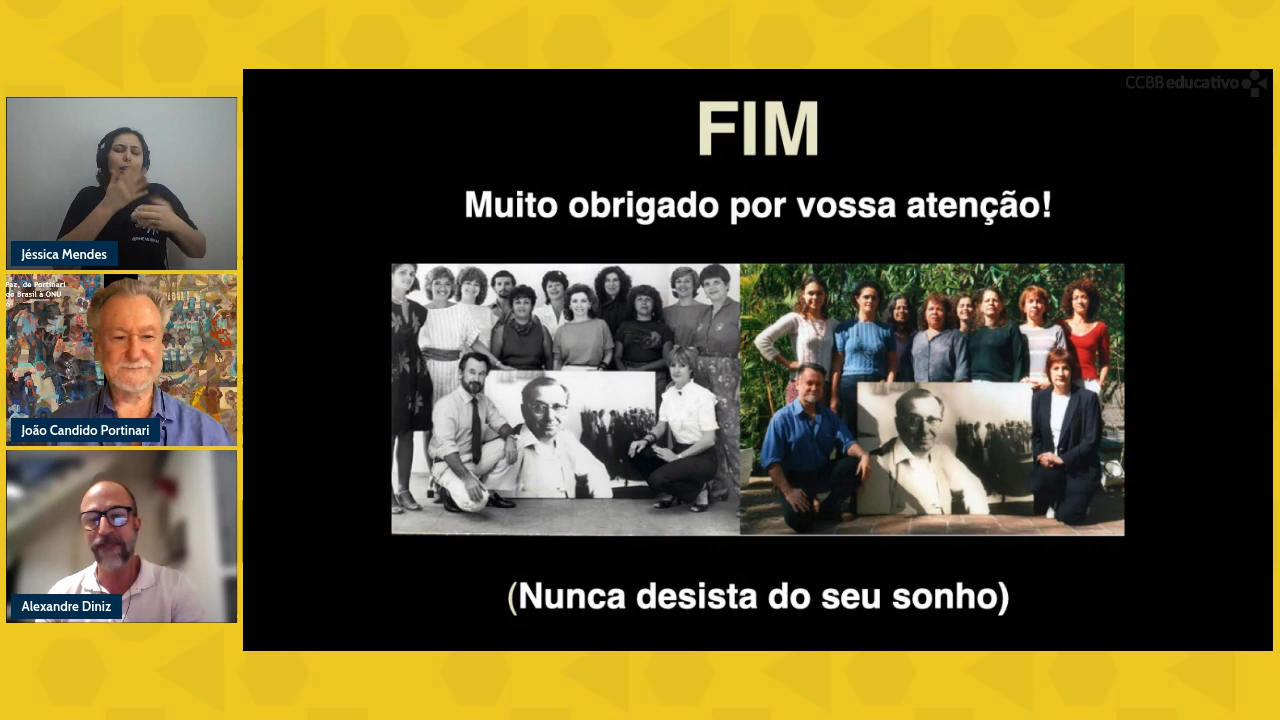 CCBB educativo
FIM
Muito obrigado por vossa atenção!
(Nunca desista do seu sonho)
Jéssica Mendes
Paz, de Portinari
do Brasil à ONU
João Candido Portinari
Alexandre Diniz